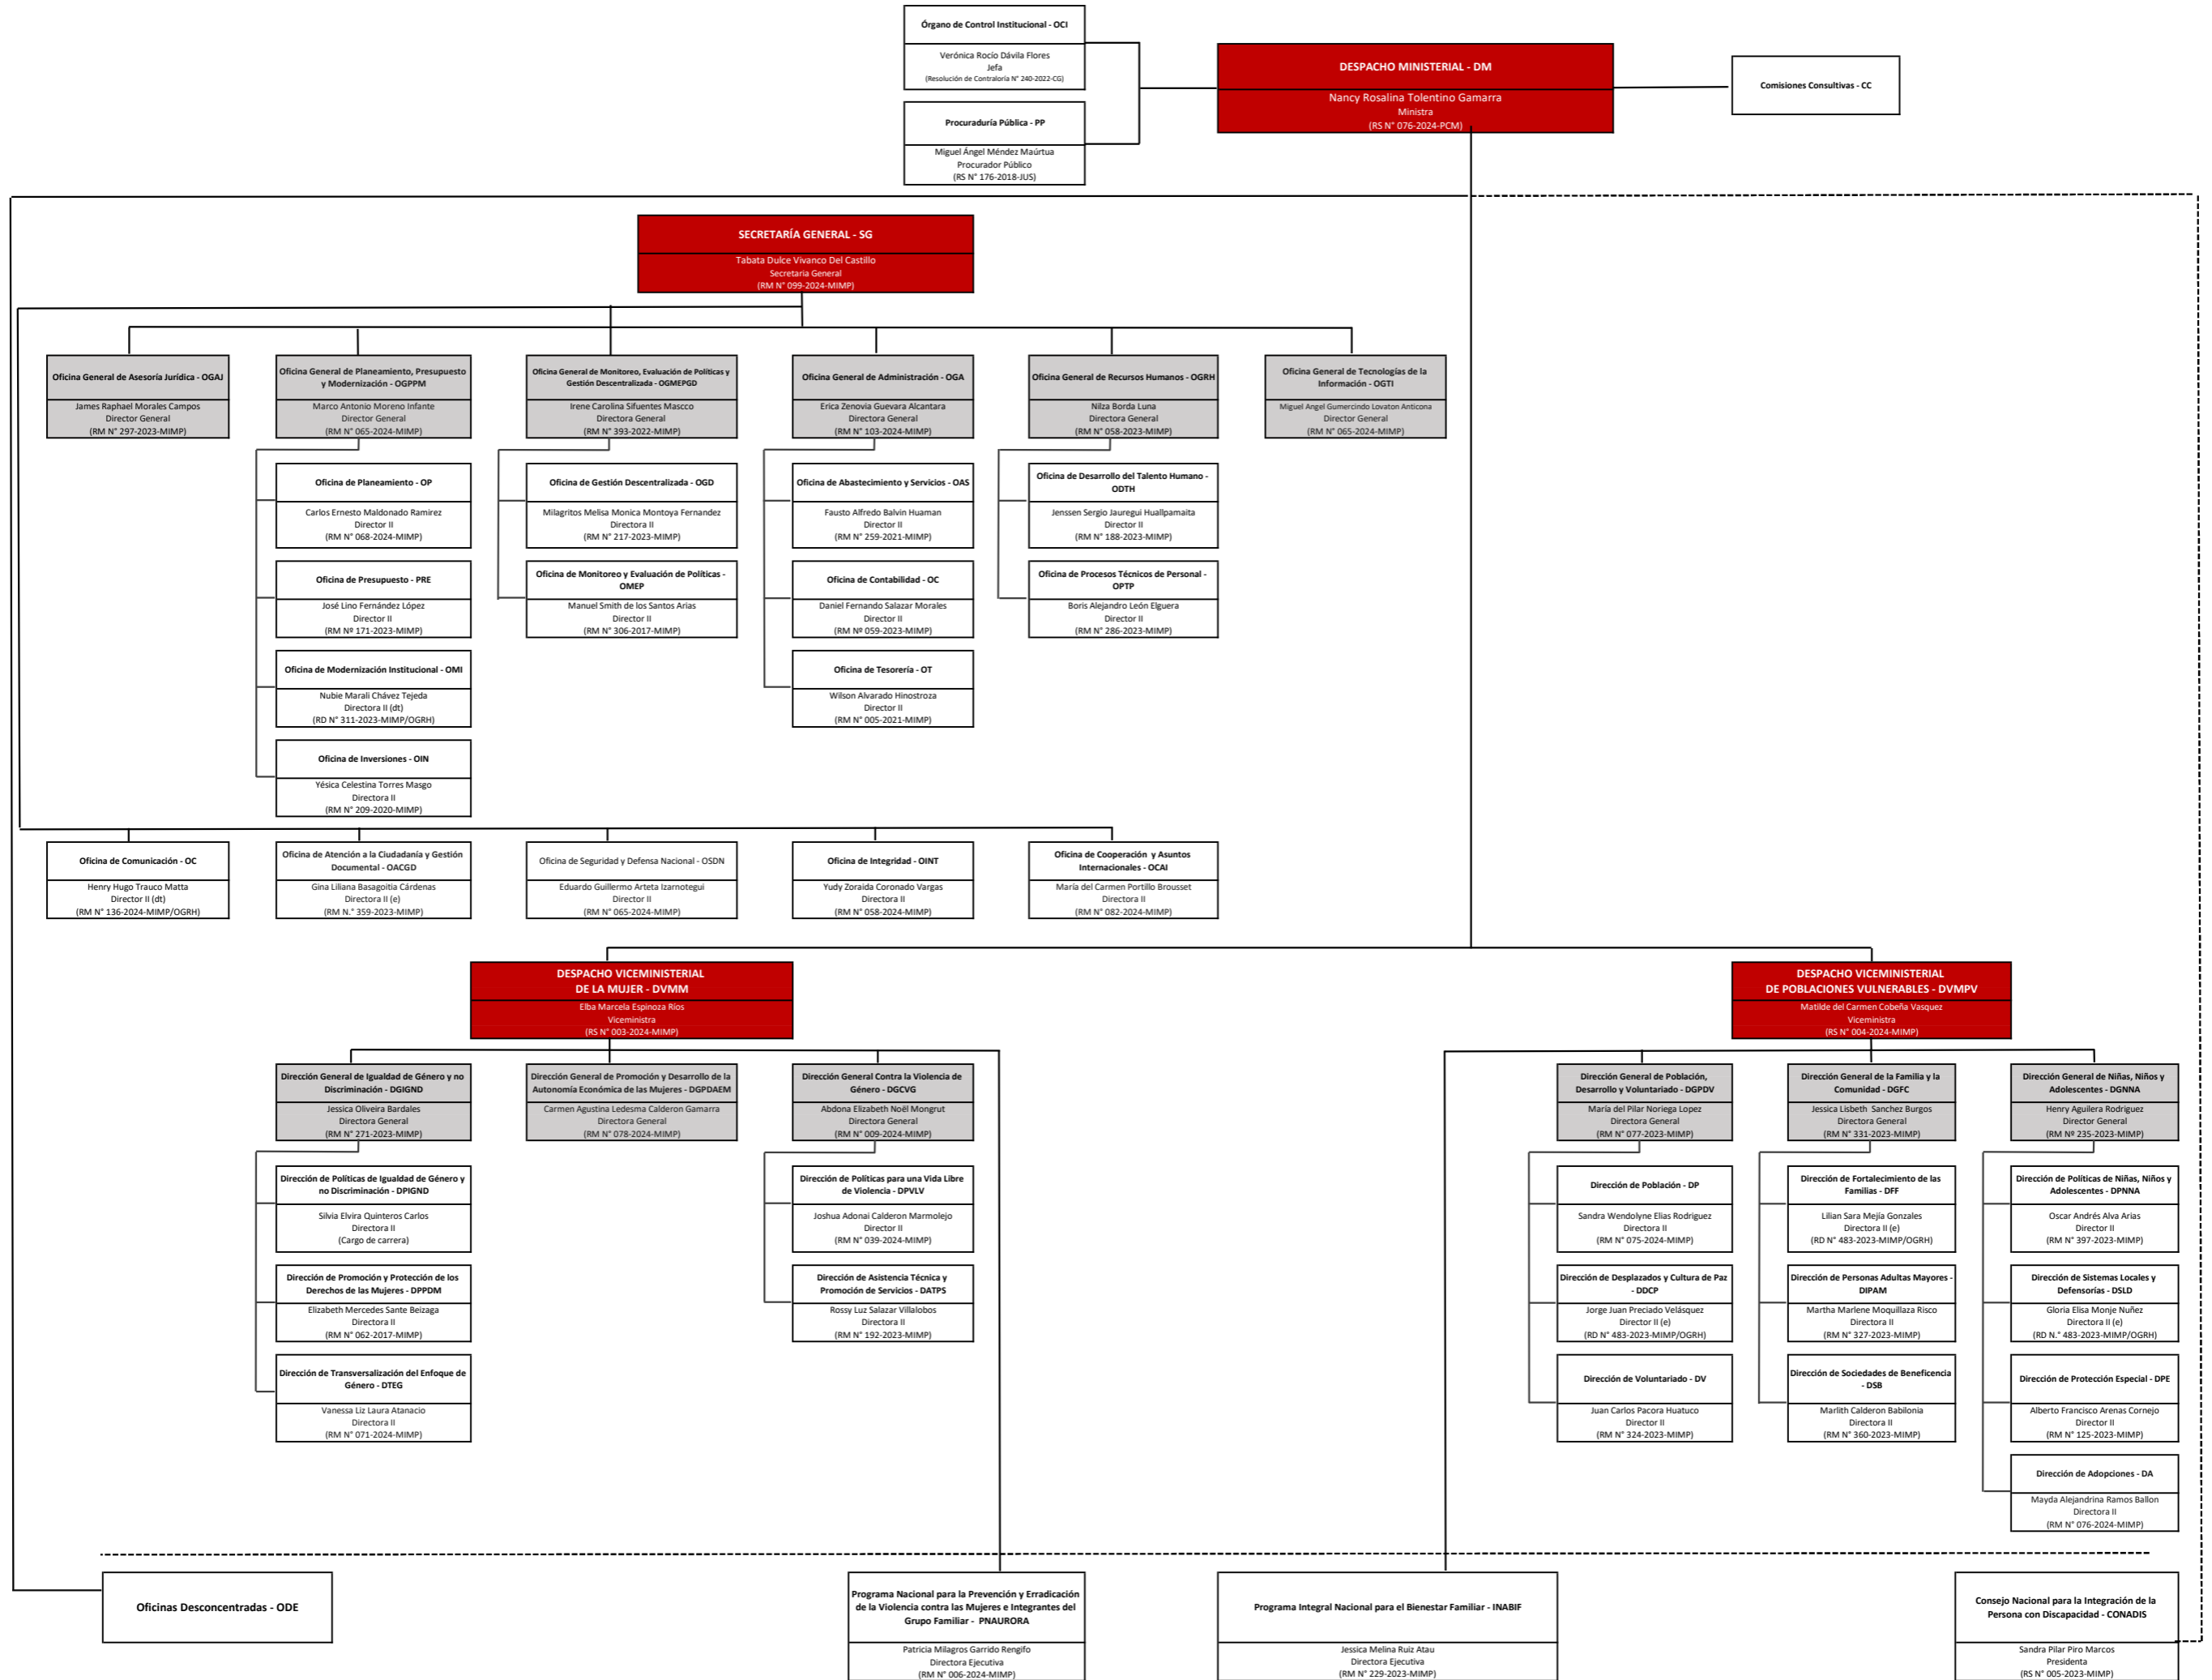 Órgano de Control Institucional - OCI
Verónica Rocío Dávila Flores
Jefa
(Resolución de Contraloría N° 240-2022-CG)
Procuraduría Pública - PP
Miguel Ángel Méndez Maúrtua
Procurador Público
(RS N° 176-2018-JUS)
DESPACHO MINISTERIAL - DM
Nancy Rosalina Tolentino Gamarra
Ministra
(RS N° 076-2024-PCM)
Comisiones Consultivas - CC
SECRETARÍA GENERAL - SG
Tabata Dulce Vivanco Del Castillo
Secretaria General
(RM N° 099-2024-MIMP)
Oficina General de Asesoría Jurídica - OGAJ
James Raphael Morales Campos
Director General
(RM N° 297-2023-MIMP)
Oficina General de Planeamiento, Presupuesto
y Modernización - OGPPM
Marco Antonio Moreno Infante
Director General
(RM N° 065-2024-MIMP)
Oficina General de Monitoreo, Evaluación de Políticas y
Gestión Descentralizada - OGMEPGD
Irene Carolina Sifuentes Mascco
Directora General
(RM N° 393-2022-MIMP)
Oficina General de Administración - OGA
Erica Zenovia Guevara Alcantara
Directora General
(RM N° 103-2024-MIMP)
Oficina General de Recursos Humanos - OGRH
Nilza Borda Luna
Directora General
(RM N° 058-2023-MIMP)
Oficina General de Tecnologías de la
Información - OGTI
Miguel Angel Gumercindo Lovaton Anticona
Director General
(RM N° 065-2024-MIMP)
Oficina de Planeamiento - OP
Carlos Ernesto Maldonado Ramirez
Director II
(RM N° 068-2024-MIMP)
Oficina de Presupuesto - PRE
José Lino Fernández López
Director II
(RM Nº 171-2023-MIMP)
Oficina de Modernización Institucional - OMI
Nubie Marali Chávez Tejeda
Directora II (dt)
(RD N° 311-2023-MIMP/OGRH)
Oficina de Inversiones - OIN
Yésica Celestina Torres Masgo
Directora II
(RM N° 209-2020-MIMP)
Oficina de Gestión Descentralizada - OGD
Milagritos Melisa Monica Montoya Fernandez
Directora II
(RM N° 217-2023-MIMP)
Oficina de Monitoreo y Evaluación de Políticas -
OMEP
Manuel Smith de los Santos Arias
Director II
(RM N° 306-2017-MIMP)
Oficina de Abastecimiento y Servicios - OAS
Fausto Alfredo Balvin Huaman
Director II
(RM N° 259-2021-MIMP)
Oficina de Contabilidad - OC
Daniel Fernando Salazar Morales
Director II
(RM Nº 059-2023-MIMP)
Oficina de Tesorería - OT
Wilson Alvarado Hinostroza
Director II
(RM N° 005-2021-MIMP)
Oficina de Desarrollo del Talento Humano -
ODTH
Jenssen Sergio Jauregui Huallpamaita
Director II
(RM N° 188-2023-MIMP)
Oficina de Procesos Técnicos de Personal -
OPTP
Boris Alejandro León Elguera
Director II
(RM N° 286-2023-MIMP)
Oficina de Comunicación - OC
Henry Hugo Trauco Matta
Director II (dt)
(RM N° 136-2024-MIMP/OGRH)
Oficina de Atención a la Ciudadanía y Gestión
Documental - OACGD
Gina Liliana Basagoitia Cárdenas
Directora II (e)
(RM N.° 359-2023-MIMP)
Oficina de Seguridad y Defensa Nacional - OSDN
Eduardo Guillermo Arteta Izarnotegui
Director II
(RM N° 065-2024-MIMP)
Oficina de Integridad - OINT
Yudy Zoraida Coronado Vargas
Directora II
(RM N° 058-2024-MIMP)
Oficina de Cooperación y Asuntos
Internacionales - OCAI
María del Carmen Portillo Brousset
Directora II
(RM N° 082-2024-MIMP)
DESPACHO VICEMINISTERIAL
DE LA MUJER - DVMM
Elba Marcela Espinoza Ríos
Viceministra
(RS N° 003-2024-MIMP)
DESPACHO VICEMINISTERIAL
DE POBLACIONES VULNERABLES - DVMPV
Matilde del Carmen Cobeña Vasquez
Viceministra
(RS N° 004-2024-MIMP)
Dirección General de Igualdad de Género y no
Discriminación - DGIGND
Jessica Oliveira Bardales
Directora General
(RM N° 271-2023-MIMP)
Dirección General de Promoción y Desarrollo de la
Autonomía Económica de las Mujeres - DGPDAEM
Carmen Agustina Ledesma Calderon Gamarra
Directora General
(RM N° 078-2024-MIMP)
Dirección General Contra la Violencia de
Género - DGCVG
Abdona Elizabeth Noël Mongrut
Directora General
(RM N° 009-2024-MIMP)
Dirección General de Población,
Desarrollo y Voluntariado - DGPDV
María del Pilar Noriega Lopez
Directora General
(RM N° 077-2023-MIMP)
Dirección General de la Familia y la
Comunidad - DGFC
Jessica Lisbeth Sanchez Burgos
Directora General
(RM N° 331-2023-MIMP)
Dirección General de Niñas, Niños y
Adolescentes - DGNNA
Henry Aguilera Rodriguez
Director General
(RM Nº 235-2023-MIMP)
Dirección de Políticas de Igualdad de Género y
no Discriminación - DPIGND
Silvia Elvira Quinteros Carlos
Directora II
(Cargo de carrera)
Dirección de Promoción y Protección de los
Derechos de las Mujeres - DPPDM
Elizabeth Mercedes Sante Beizaga
Directora II
(RM N° 062-2017-MIMP)
Dirección de Transversalización del Enfoque de
Género - DTEG
Vanessa Liz Laura Atanacio
Directora II
(RM N° 071-2024-MIMP)
Dirección de Políticas para una Vida Libre
de Violencia - DPVLV
Joshua Adonai Calderon Marmolejo
Director II
(RM N° 039-2024-MIMP)
Dirección de Asistencia Técnica y
Promoción de Servicios - DATPS
Rossy Luz Salazar Villalobos
Directora II
(RM N° 192-2023-MIMP)
Dirección de Población - DP
Sandra Wendolyne Elias Rodriguez
Directora II
(RM N° 075-2024-MIMP)
Dirección de Desplazados y Cultura de Paz
- DDCP
Jorge Juan Preciado Velásquez
Director II (e)
(RD N° 483-2023-MIMP/OGRH)
Dirección de Voluntariado - DV
Juan Carlos Pacora Huatuco
Director II
(RM N° 324-2023-MIMP)
Dirección de Fortalecimiento de las
Familias - DFF
Lilian Sara Mejía Gonzales
Directora II (e)
(RD N° 483-2023-MIMP/OGRH)
Dirección de Personas Adultas Mayores -
DIPAM
Martha Marlene Moquillaza Risco
Directora II
(RM N° 327-2023-MIMP)
Dirección de Sociedades de Beneficencia
- DSB
Marlith Calderon Babilonia
Directora II
(RM N° 360-2023-MIMP)
Dirección de Políticas de Niñas, Niños y
Adolescentes - DPNNA
Oscar Andrés Alva Arias
Director II
(RM N° 397-2023-MIMP)
Dirección de Sistemas Locales y
Defensorías - DSLD
Gloria Elisa Monje Nuñez
Directora II (e)
(RD N.° 483-2023-MIMP/OGRH)
Dirección de Protección Especial - DPE
Alberto Francisco Arenas Cornejo
Director II
(RM N° 125-2023-MIMP)
Dirección de Adopciones - DA
Mayda Alejandrina Ramos Ballon
Directora II
(RM N° 076-2024-MIMP)
Oficinas Desconcentradas - ODE
Programa Nacional para la Prevención y Erradicación
de la Violencia contra las Mujeres e Integrantes del
Grupo Familiar - PNAURORA
Patricia Milagros Garrido Rengifo
Directora Ejecutiva
(RM N° 006-2024-MIMP)
Programa Integral Nacional para el Bienestar Familiar - INABIF
Jessica Melina Ruiz Atau
Directora Ejecutiva
(RM N° 229-2023-MIMP)
Consejo Nacional para la Integración de la
Persona con Discapacidad - CONADIS
Sandra Pilar Piro Marcos
Presidenta
(RS N° 005-2023-MIMP)